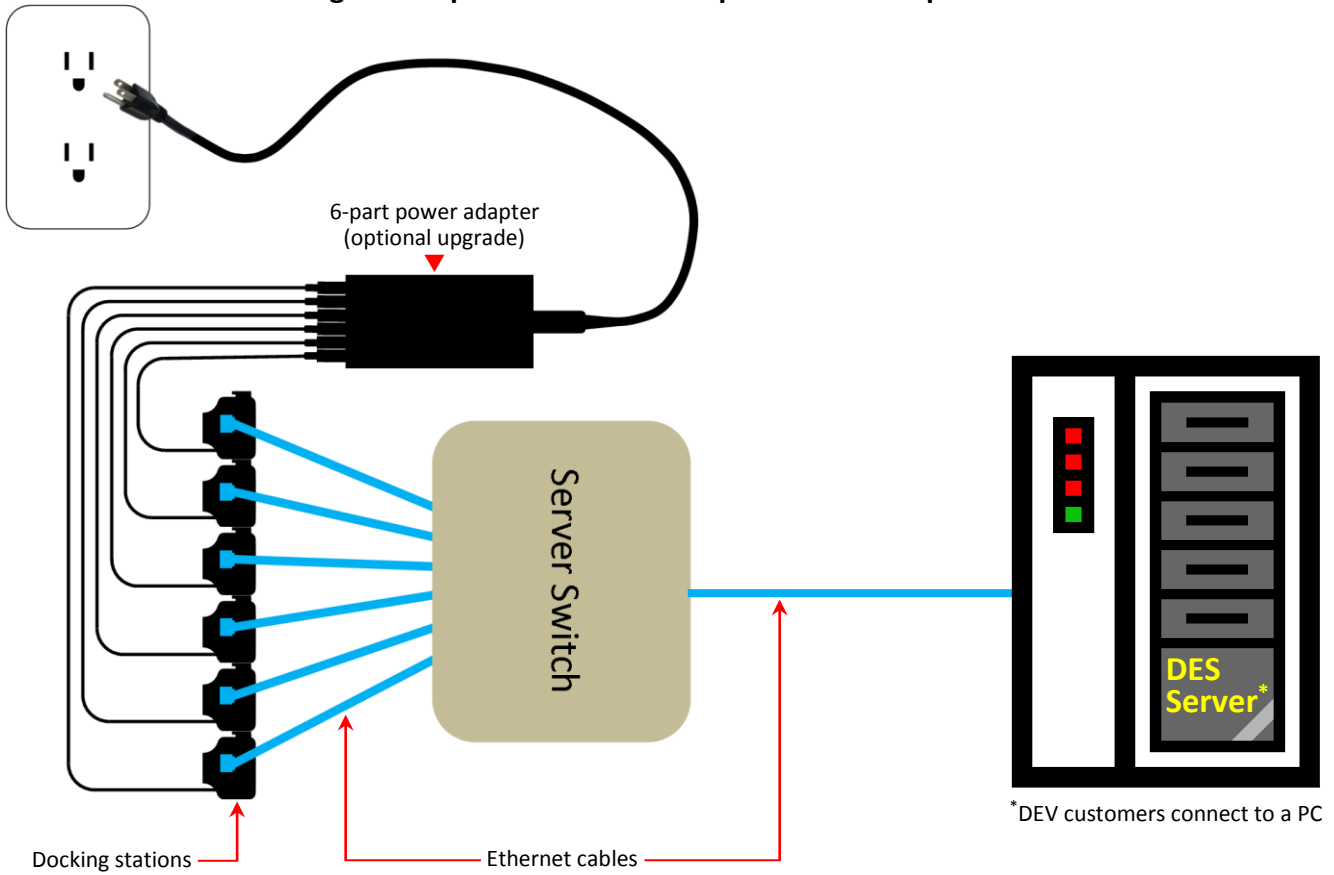 6-part power adapter
(optional upgrade)
Server Switch
DES
Server*
*DEV customers connect to a PC
Docking stations
Ethernet cables